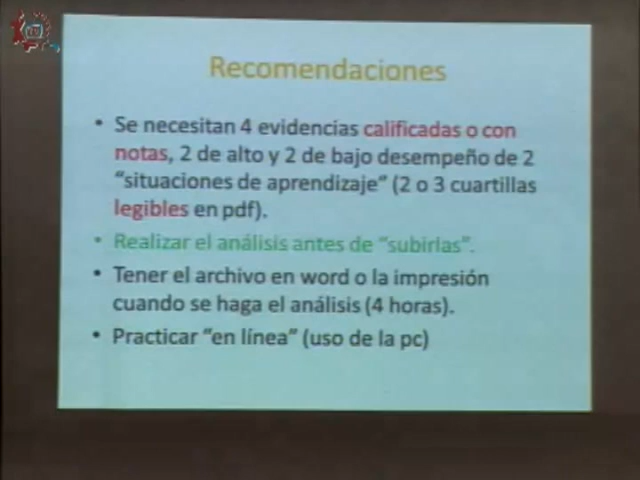 Recomendaciones
• Se necesitan 4 evidencias calificadas o con
notas, 2 de alto y 2 de bajo desempeño de 2
“situaciones de aprendizaje” (2 o 3 cuartillas
legibles en pdf).
• Realizar el análisis antes de “subirlas”.
• Tener el archivo en word o la impresión
cuando se haga el análisis (4 horas).
• Practicar “en línea” (uso de la pc)